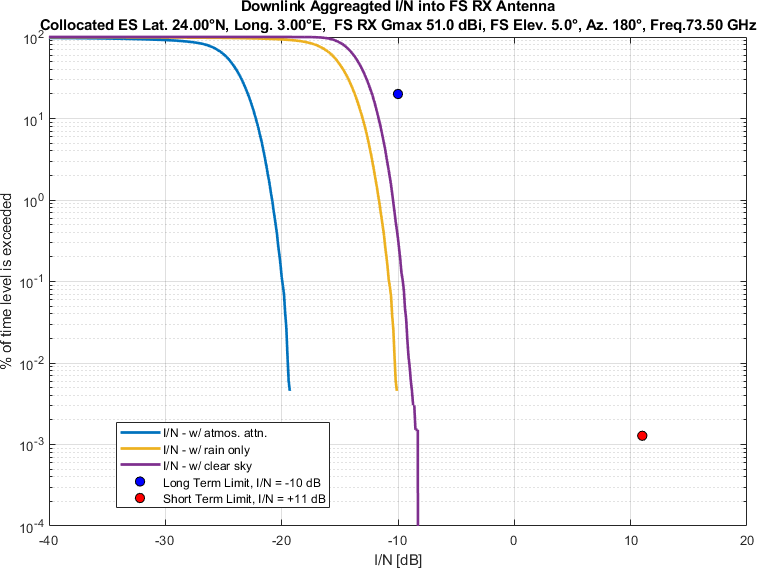 Downlink Aggreagted I/N into FS RX Antenna
Collocated ES Lat. 24.00°N, Long. 3.00°E, FS RX Gmax 51.0 dBi, FS Elev. 5.0°, Az. 180°, Freq.73.50 GHz
% of time level is exceeded
10^2
10^1
10^0
10^-1
10^-2
10^-3
10^-4
I/N - w/ atmos. attn.
I/N - w/ rain only
I/N - w/ clear sky
Long Term Limit, I/N = -10 dB
Short Term Limit, I/N = +11 dB
-40 -30 -20 -10 0 10 20
I/N [dB]